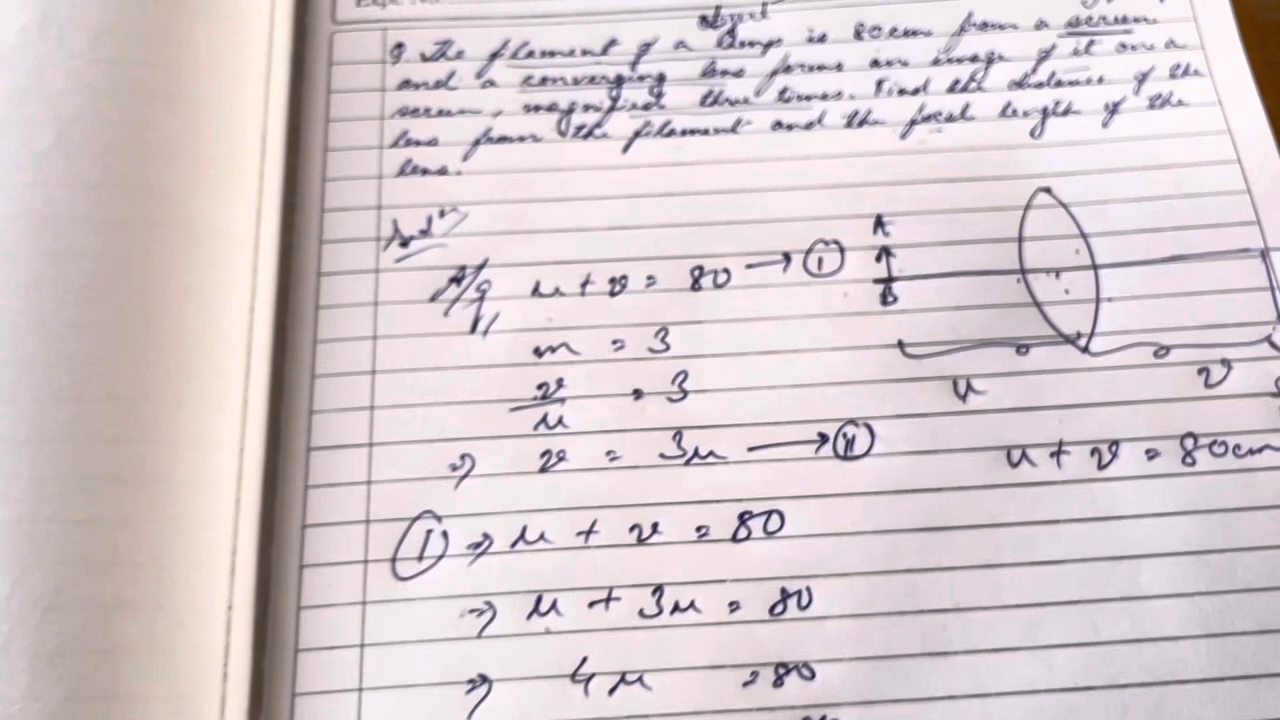 object
Q. The filament of a lamp is 80cm from a screen
and a converging lens forms an image of it on a
screen, magnified three times. Find the distance of the
lens from the filament and the focal length of the
lens.
Sol^n
A/q u + v = 80 → (I)
m = 3
v/u = 3
⇒ v = 3u → (II)
(I) ⇒ u + v = 80
⇒ u + 3u = 80
⇒ 4u = 80
A
B
u v
u + v = 80cm